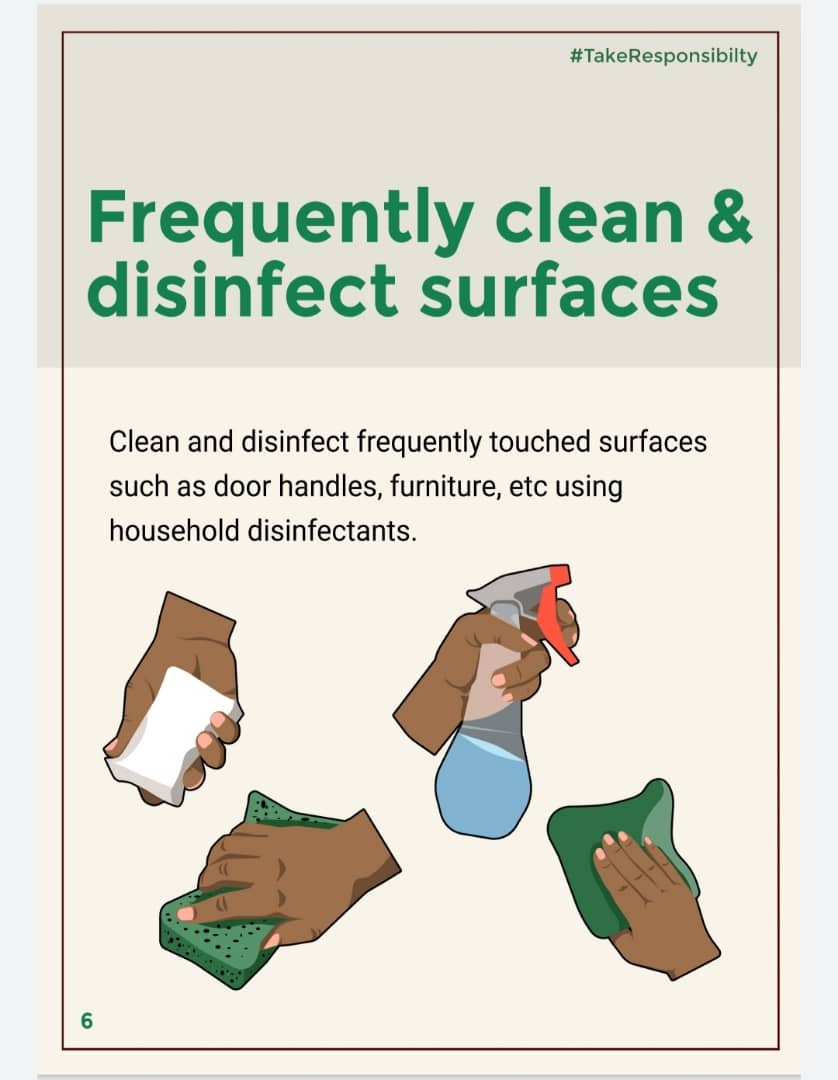 #TakeResponsibilty
Frequently clean &
disinfect surfaces
Clean and disinfect frequently touched surfaces
such as door handles, furniture, etc using
household disinfectants.
6